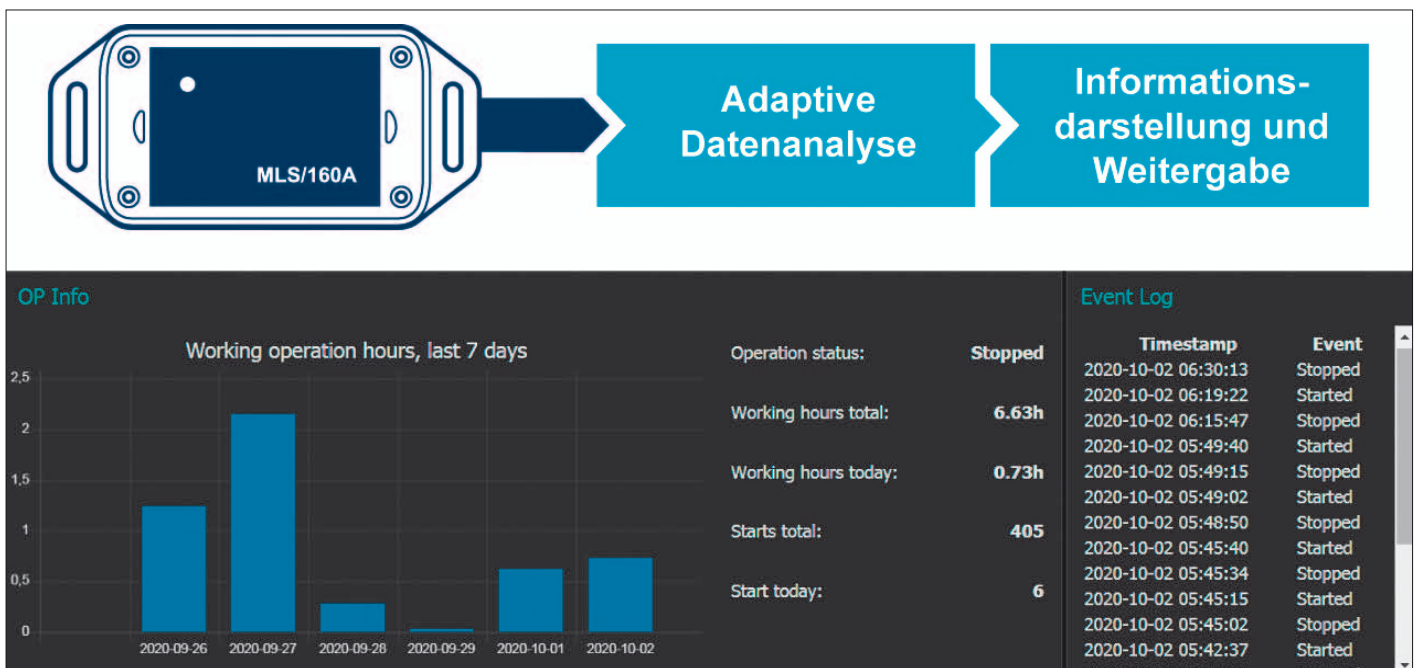 MLS/160A
Adaptive
Datenanalyse
Informations-
darstellung und
Weitergabe
OP Info
Working operation hours, last 7 days
2,5
2
1,5
1
0,5
0
2020-09-26 2020-09-27 2020-09-28 2020-09-29 2020-10-01 2020-10-02
Operation status: Stopped
Working hours total: 6.63h
Working hours today: 0.73h
Starts total: 405
Start today: 6
Event Log
Timestamp Event
2020-10-02 06:30:13 Stopped
2020-10-02 06:19:22 Started
2020-10-02 06:15:47 Stopped
2020-10-02 05:49:40 Started
2020-10-02 05:49:15 Stopped
2020-10-02 05:49:02 Started
2020-10-02 05:48:50 Stopped
2020-10-02 05:45:40 Started
2020-10-02 05:45:34 Stopped
2020-10-02 05:45:15 Started
2020-10-02 05:45:02 Stopped
2020-10-02 05:42:37 Started